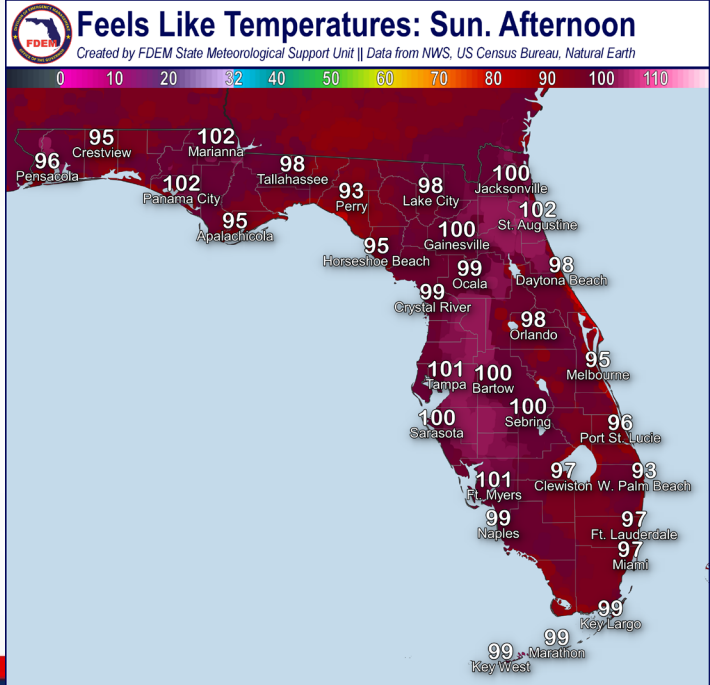 Feels Like Temperatures: Sun. Afternoon
Created by FDEM State Meteorological Support Unit || Data from NWS, US Census Bureau, Natural Earth
FDEM
0 10 20 32 40 50 60 70 80 90 100 110
95
Crestview
102
Marianna
96
Pensacola
98
Tallahassee
102
Panama City
93
Perry
98
Lake City
100
Jacksonville
95
Apalachicola
102
St. Augustine
100
Gainesville
95
Horseshoe Beach
99
Ocala
98
Daytona Beach
99
Crystal River
98
Orlando
95
Melbourne
101
Tampa
100
Bartow
100
Sarasota
100
Sebring
96
Port St. Lucie
101
Ft. Myers
97
Clewiston
93
W. Palm Beach
99
Naples
97
Ft. Lauderdale
97
Miami
99
Key Largo
99
Marathon
99
Key West